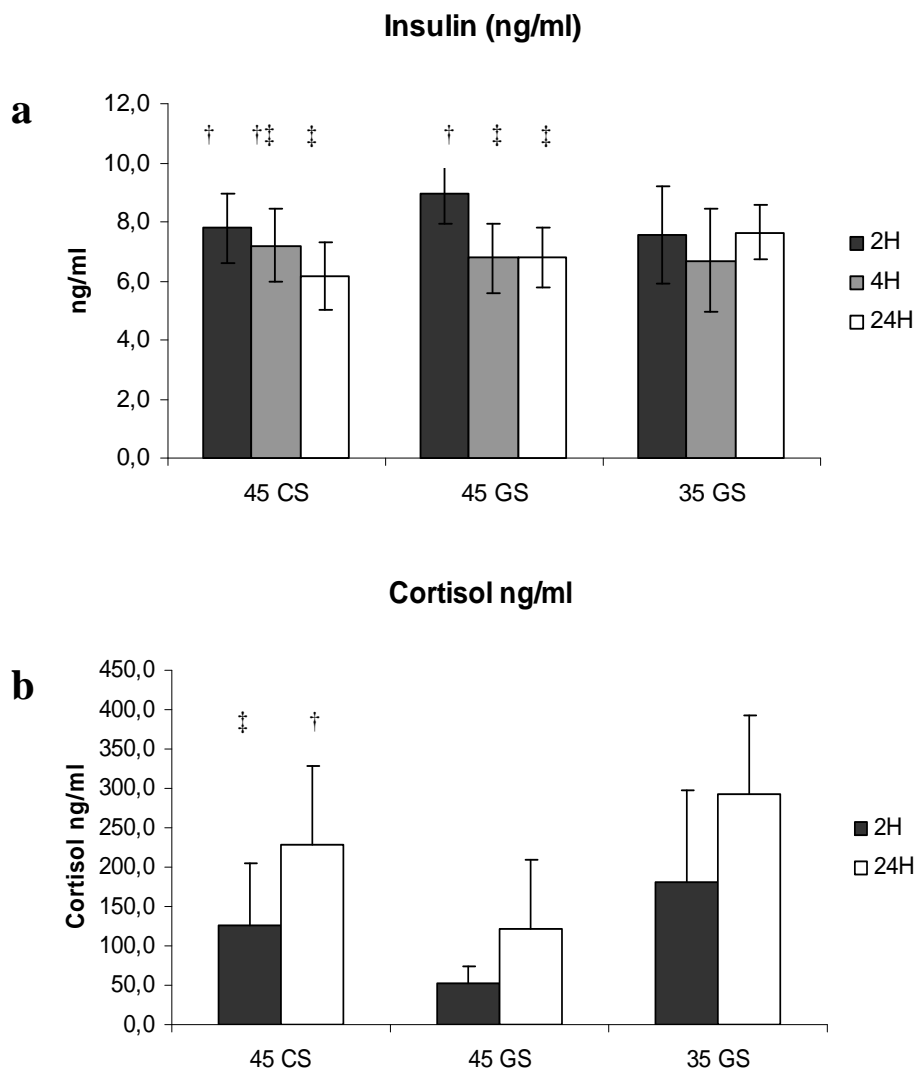 Insulin (ng/ml)
a
12,0
† †‡ ‡ † ‡ ‡
10,0
8,0
6,0
4,0
2,0
0,0
ng/ml
45 CS 45 GS 35 GS
2H
4H
24H
Cortisol ng/ml
b
450,0
400,0
‡ †
350,0
300,0
250,0
200,0
150,0
100,0
50,0
0,0
Cortisol ng/ml
45 CS 45 GS 35 GS
2H
24H